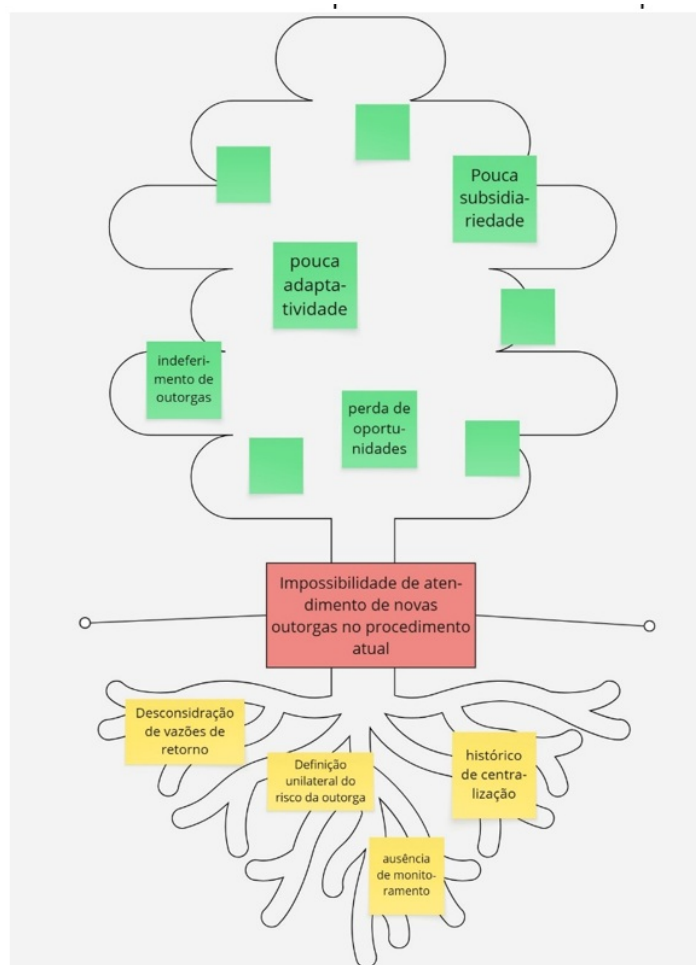 Pouca
subsidia-
riedade
pouca
adapta-
tividade
indeferi-
mento de
outorgas
perda de
oportu-
nidades
Impossibilidade de aten-
dimento de novas
outorgas no procedimento
atual
Desconsidração
de vazões de
retorno
Definição
unilateral do
risco da outorga
histórico
de centra-
lização
ausência
de monito-
ramento